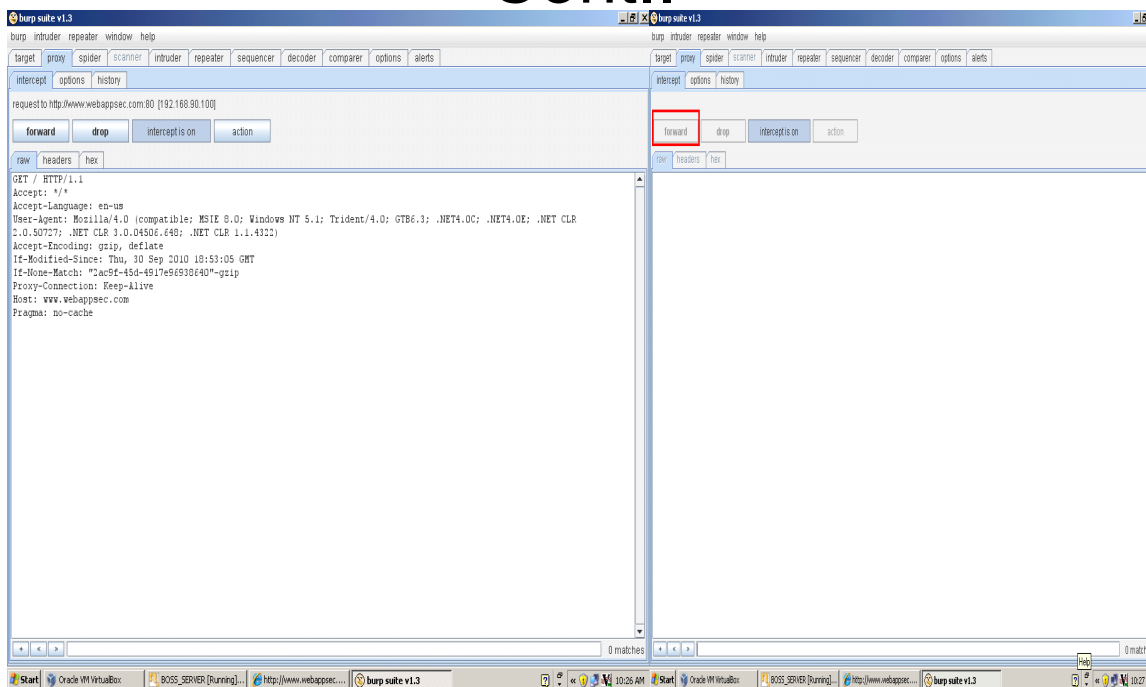 Cont..
burp suite v1.3
burp intruder repeater window help
target proxy spider scanner intruder repeater sequencer decoder comparer options alerts
intercept options history
request to http://www.webappsec.com:80 [192.168.90.100]
forward drop intercept is on action
raw headers hex
GET / HTTP/1.1
Accept: */*
Accept-Language: en-us
User-Agent: Mozilla/4.0 (compatible; MSIE 8.0; Windows NT 5.1; Trident/4.0; GTB6.3; .NET4.0C; .NET4.0E; .NET CLR
2.0.50727; .NET CLR 3.0.04506.648; .NET CLR 1.1.4322)
Accept-Encoding: gzip, deflate
If-Modified-Since: Thu, 30 Sep 2010 18:53:05 GMT
If-None-Match: "2ac9f-45d-4917e96938640"-gzip
Proxy-Connection: Keep-Alive
Host: www.webappsec.com
Pragma: no-cache
+ < > 0 matches
Start Oracle VM VirtualBox BOSS_SERVER [Running]... http://www.webappsec.... burp suite v1.3 10:26 AM
burp suite v1.3
burp intruder repeater window help
target proxy spider scanner intruder repeater sequencer decoder comparer options alerts
intercept options history
forward drop intercept is on action
raw headers hex
+ < > 0 match
Help
Start Oracle VM VirtualBox BOSS_SERVER [Running]... http://www.webappsec.... burp suite v1.3 10:27